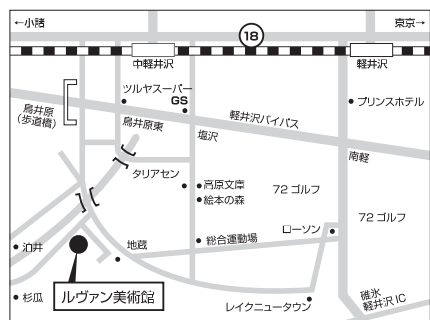 ←小諸
東京→
18
中軽井沢
軽井沢
ツルヤスーパー
GS
プリンスホテル
鳥井原
(歩道橋)
鳥井原東
軽井沢バイパス
塩沢
南軽
タリアセン
高原文庫
絵本の森
72 ゴルフ
72 ゴルフ
ローソン
泊井
地蔵
総合運動場
杉瓜
ルヴァン美術館
レイクニュータウン
碓氷
軽井沢 IC